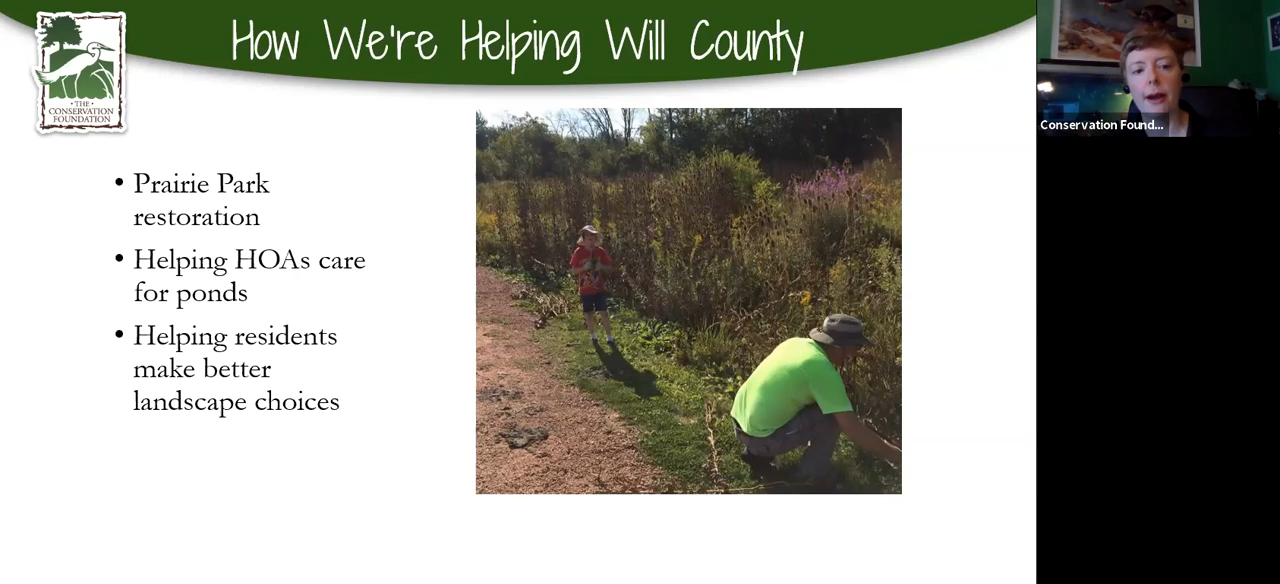 How We're Helping Will County
• THE •
CONSERVATION
FOUNDATION
• Prairie Park
restoration
• Helping HOAs care
for ponds
• Helping residents
make better
landscape choices
Conservation Found...